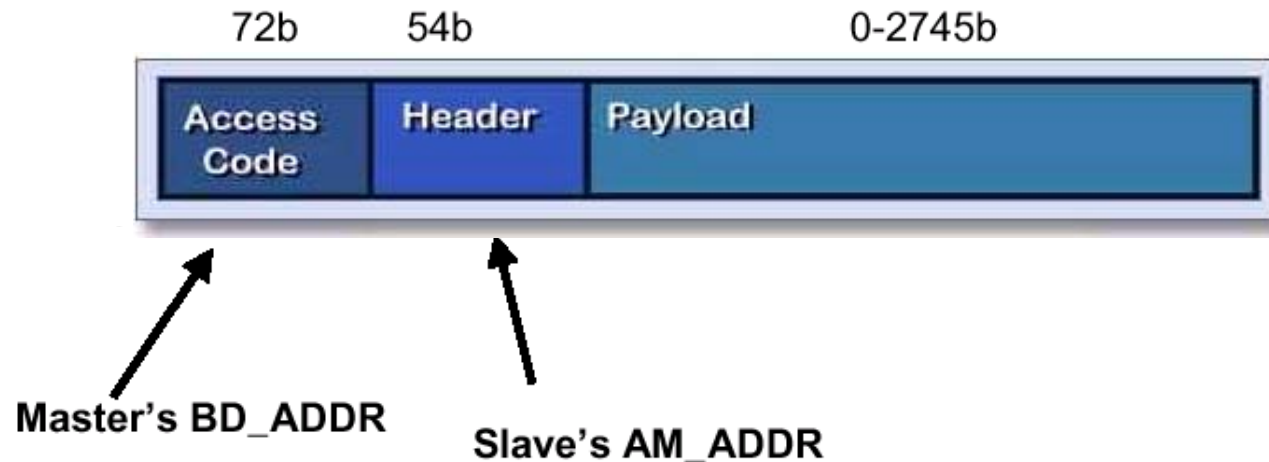 72b 54b 0-2745b
Access Code Header Payload
Master's BD_ADDR
Slave's AM_ADDR